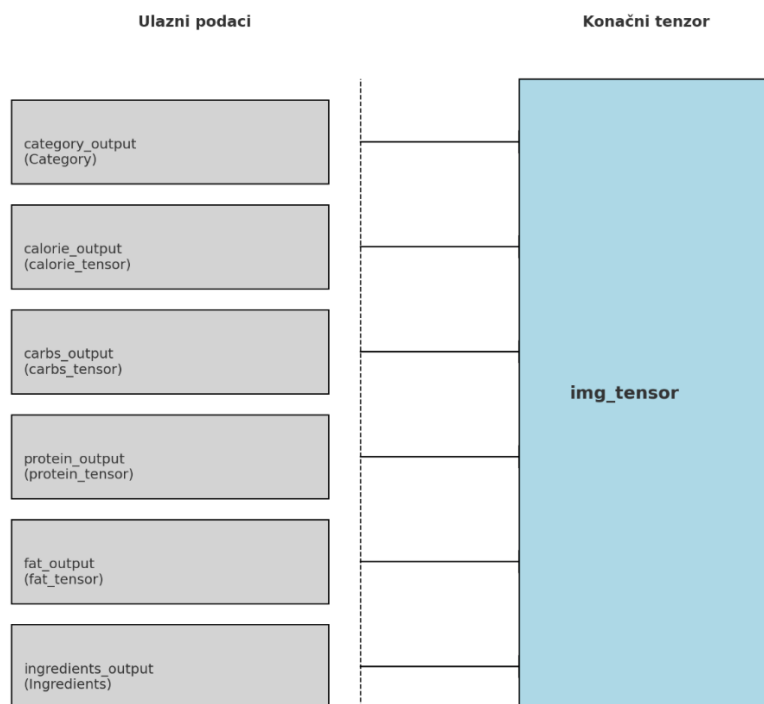 Ulazni podaci
Konačni tenzor
category_output
(Category)
calorie_output
(calorie_tensor)
carbs_output
(carbs_tensor)
protein_output
(protein_tensor)
fat_output
(fat_tensor)
ingredients_output
(Ingredients)
img_tensor